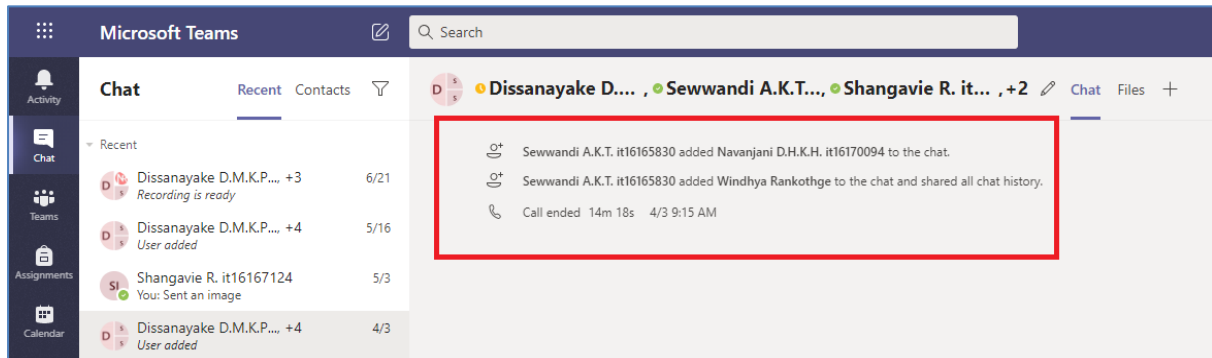 Microsoft Teams
Search
Activity
Chat
Teams
Assignments
Calendar
Chat Recent Contacts
Recent
D s s Dissanayake D.M.K.P..., +3 6/21
Recording is ready
D s s Dissanayake D.M.K.P..., +4 5/16
User added
SI Shangavie R. it16167124 5/3
You: Sent an image
D s s Dissanayake D.M.K.P..., +4 4/3
User added
D s s Dissanayake D.... , Sewwandi A.K.T..., Shangavie R. it... , +2 Chat Files
Sewwandi A.K.T. it16165830 added Navanjani D.H.K.H. it16170094 to the chat.
Sewwandi A.K.T. it16165830 added Windhya Rankothge to the chat and shared all chat history.
Call ended 14m 18s 4/3 9:15 AM